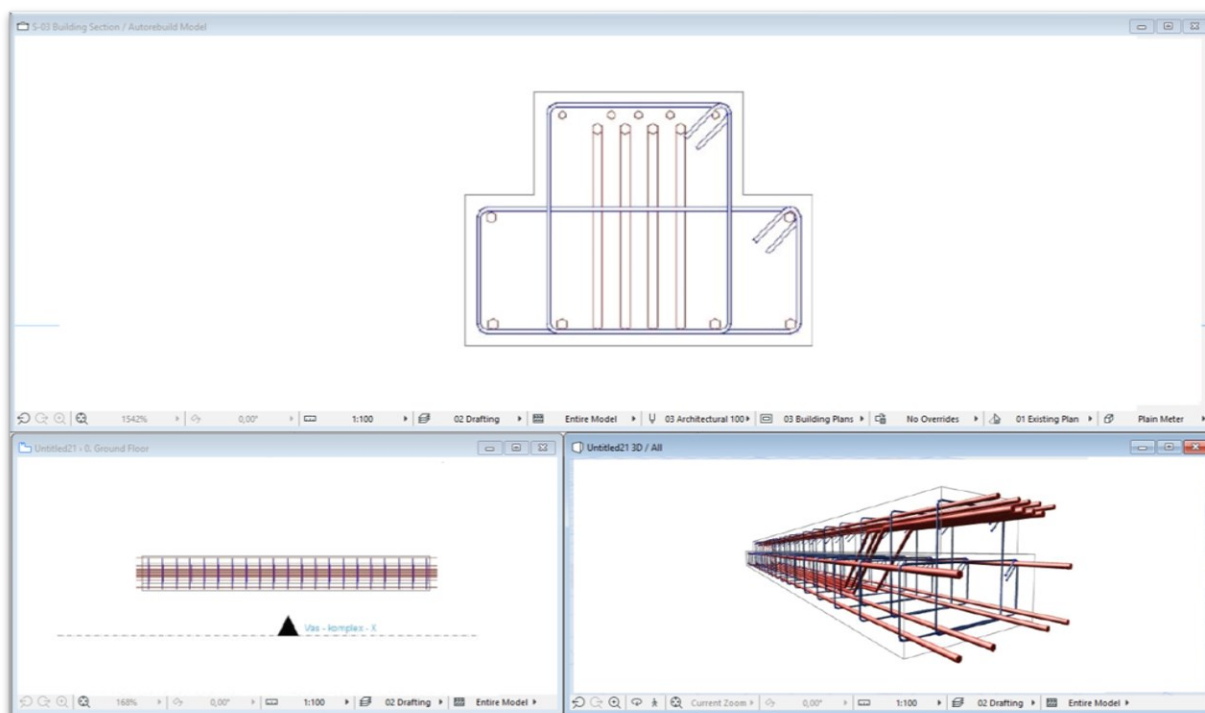 S-03 Building Section / Autorebuild Model
1542% 0,00° 1:100 02 Drafting Entire Model 03 Architectural 100 03 Building Plans No Overrides 01 Existing Plan Plain Meter
Untitled21 - 0. Ground Floor
Vas - komplex - X
168% 0,00° 1:100 02 Drafting Entire Model
Untitled21 3D / All
Current Zoom 0,00° 1:100 02 Drafting Entire Model